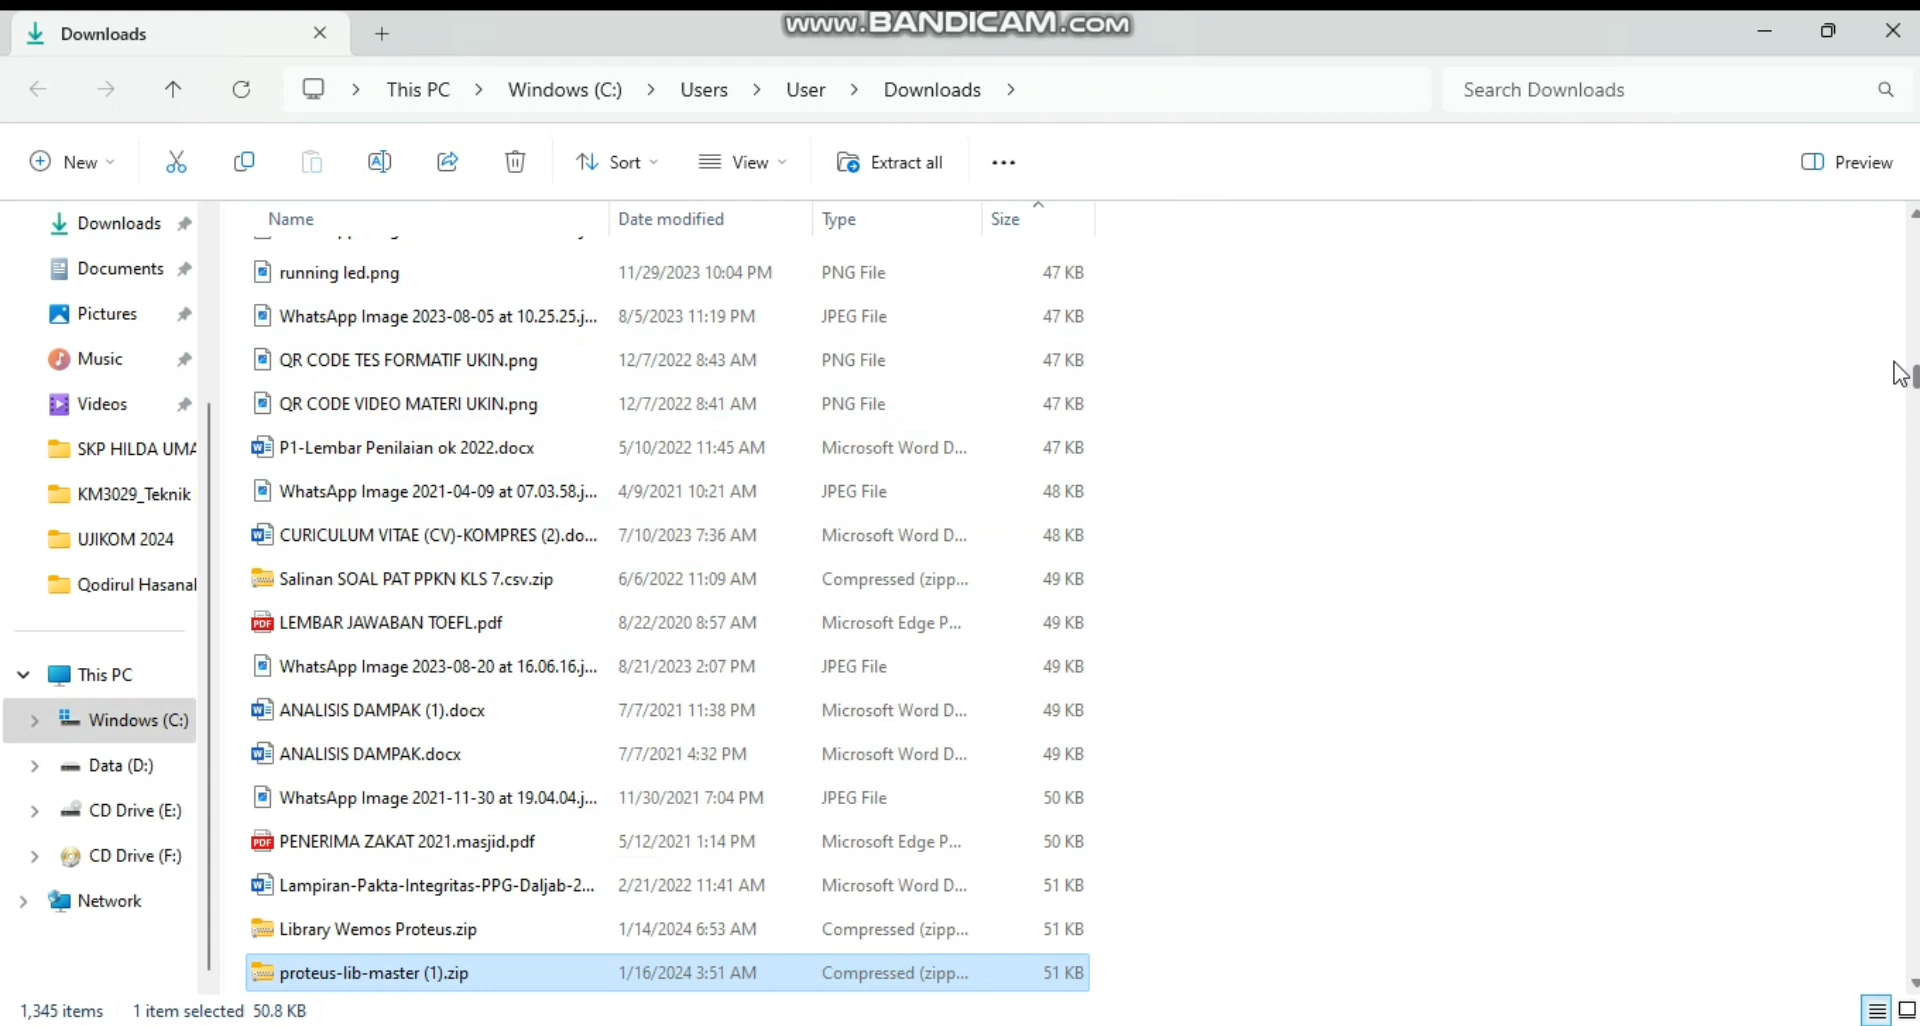 www.BANDICAM.com
Downloads
This PC > Windows (C:) > Users > User > Downloads >
Search Downloads
New
Sort
View
Extract all
Preview
Name Date modified Type Size
Downloads
Documents
Pictures
Music
Videos
SKP HILDA UMA
KM3029_Teknik
UJIKOM 2024
Qodirul Hasanal
This PC
Windows (C:)
Data (D:)
CD Drive (E:)
CD Drive (F:)
Network
running led.png 11/29/2023 10:04 PM PNG File 47 KB
WhatsApp Image 2023-08-05 at 10.25.25.j... 8/5/2023 11:19 PM JPEG File 47 KB
QR CODE TES FORMATIF UKIN.png 12/7/2022 8:43 AM PNG File 47 KB
QR CODE VIDEO MATERI UKIN.png 12/7/2022 8:41 AM PNG File 47 KB
P1-Lembar Penilaian ok 2022.docx 5/10/2022 11:45 AM Microsoft Word D... 47 KB
WhatsApp Image 2021-04-09 at 07.03.58.j... 4/9/2021 10:21 AM JPEG File 48 KB
CURICULUM VITAE (CV)-KOMPRES (2).do... 7/10/2023 7:36 AM Microsoft Word D... 48 KB
Salinan SOAL PAT PPKN KLS 7.csv.zip 6/6/2022 11:09 AM Compressed (zipp... 49 KB
LEMBAR JAWABAN TOEFL.pdf 8/22/2020 8:57 AM Microsoft Edge P... 49 KB
WhatsApp Image 2023-08-20 at 16.06.16.j... 8/21/2023 2:07 PM JPEG File 49 KB
ANALISIS DAMPAK (1).docx 7/7/2021 11:38 PM Microsoft Word D... 49 KB
ANALISIS DAMPAK.docx 7/7/2021 4:32 PM Microsoft Word D... 49 KB
WhatsApp Image 2021-11-30 at 19.04.04.j... 11/30/2021 7:04 PM JPEG File 50 KB
PENERIMA ZAKAT 2021.masjid.pdf 5/12/2021 1:14 PM Microsoft Edge P... 50 KB
Lampiran-Pakta-Integritas-PPG-Daljab-2... 2/21/2022 11:41 AM Microsoft Word D... 51 KB
Library Wemos Proteus.zip 1/14/2024 6:53 AM Compressed (zipp... 51 KB
proteus-lib-master (1).zip 1/16/2024 3:51 AM Compressed (zipp... 51 KB
1,345 items 1 item selected 50.8 KB